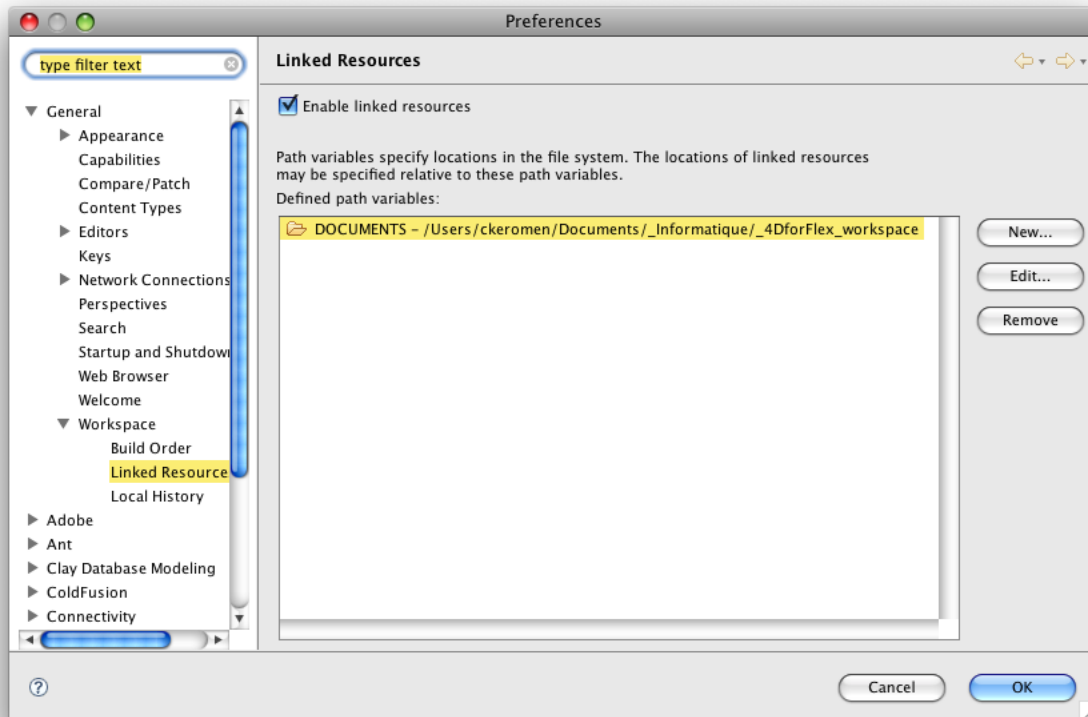 Preferences
type filter text
General
Appearance
Capabilities
Compare/Patch
Content Types
Editors
Keys
Network Connections
Perspectives
Search
Startup and Shutdow
Web Browser
Welcome
Workspace
Build Order
Linked Resource
Local History
Adobe
Ant
Clay Database Modeling
ColdFusion
Connectivity
Linked Resources
Enable linked resources
Path variables specify locations in the file system. The locations of linked resources
may be specified relative to these path variables.
Defined path variables:
DOCUMENTS – /Users/ckeromen/Documents/_Informatique/_4DforFlex_workspace
New...
Edit...
Remove
?
Cancel
OK